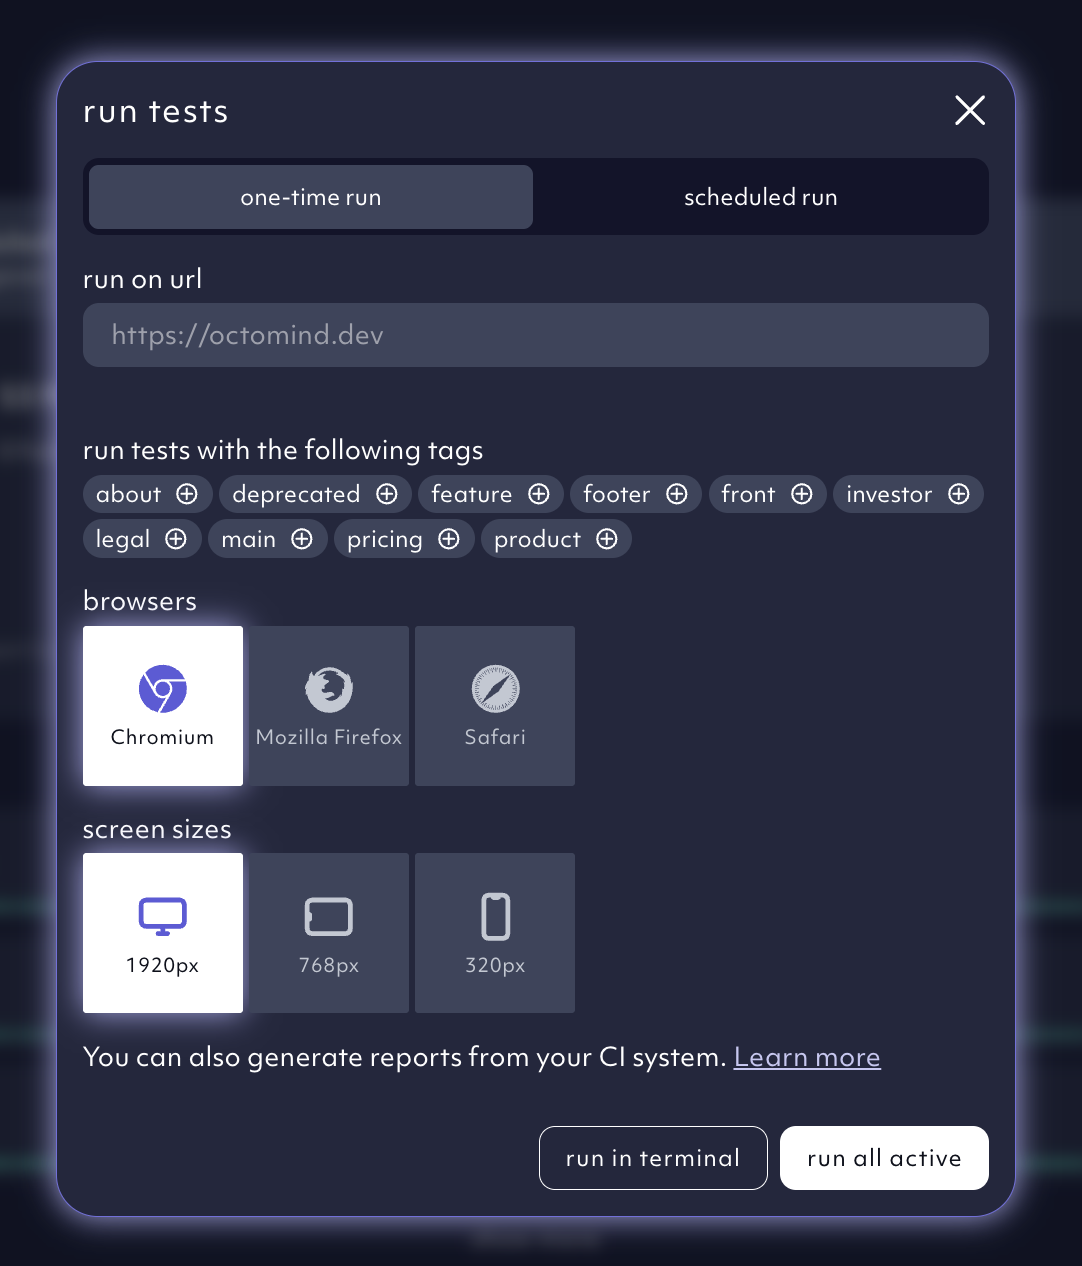 run tests
one-time run scheduled run
run on url
https://octomind.dev
run tests with the following tags
about deprecated feature footer front investor
legal main pricing product
browsers
Chromium Mozilla Firefox Safari
screen sizes
1920px 768px 320px
You can also generate reports from your CI system. Learn more
run in terminal run all active